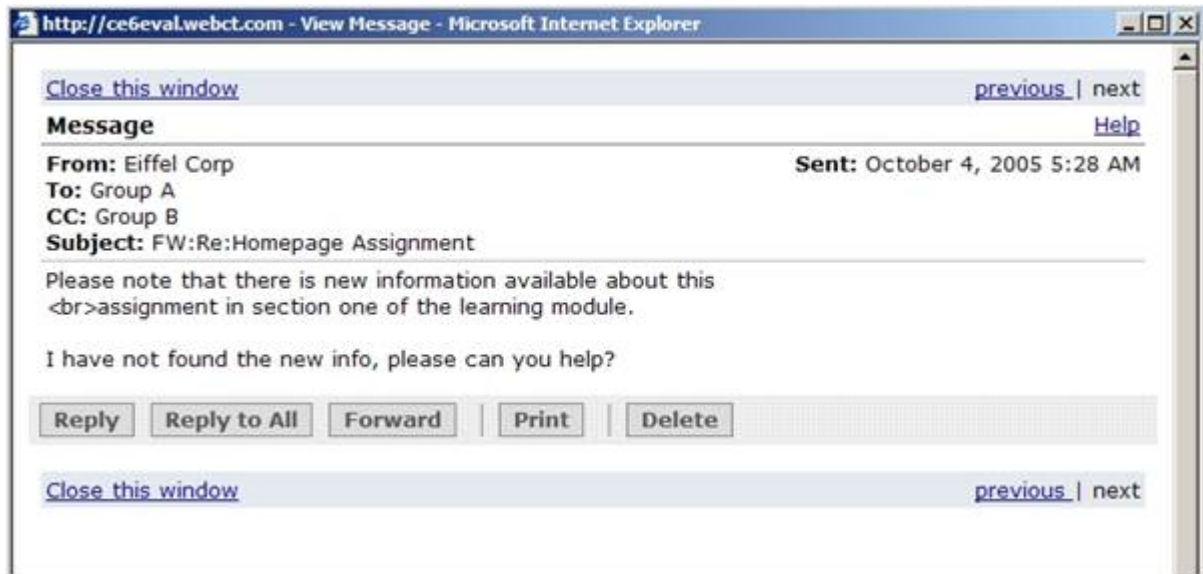 http://ce6eval.webct.com - View Message - Microsoft Internet Explorer
Close this window previous | next
Message Help
From: Eiffel Corp Sent: October 4, 2005 5:28 AM
To: Group A
CC: Group B
Subject: FW:Re:Homepage Assignment
Please note that there is new information available about this
<br>assignment in section one of the learning module.
I have not found the new info, please can you help?
Reply Reply to All Forward | Print | Delete
Close this window previous | next